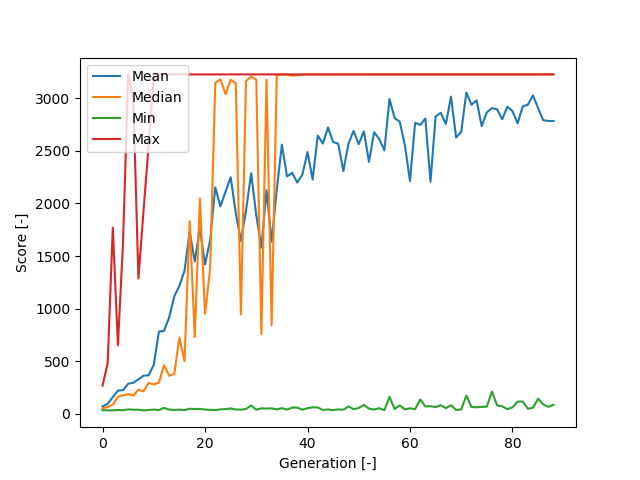 Mean
Median
Min
Max
3000
2500
2000
1500
1000
500
0
Score [-]
0 20 40 60 80
Generation [-]